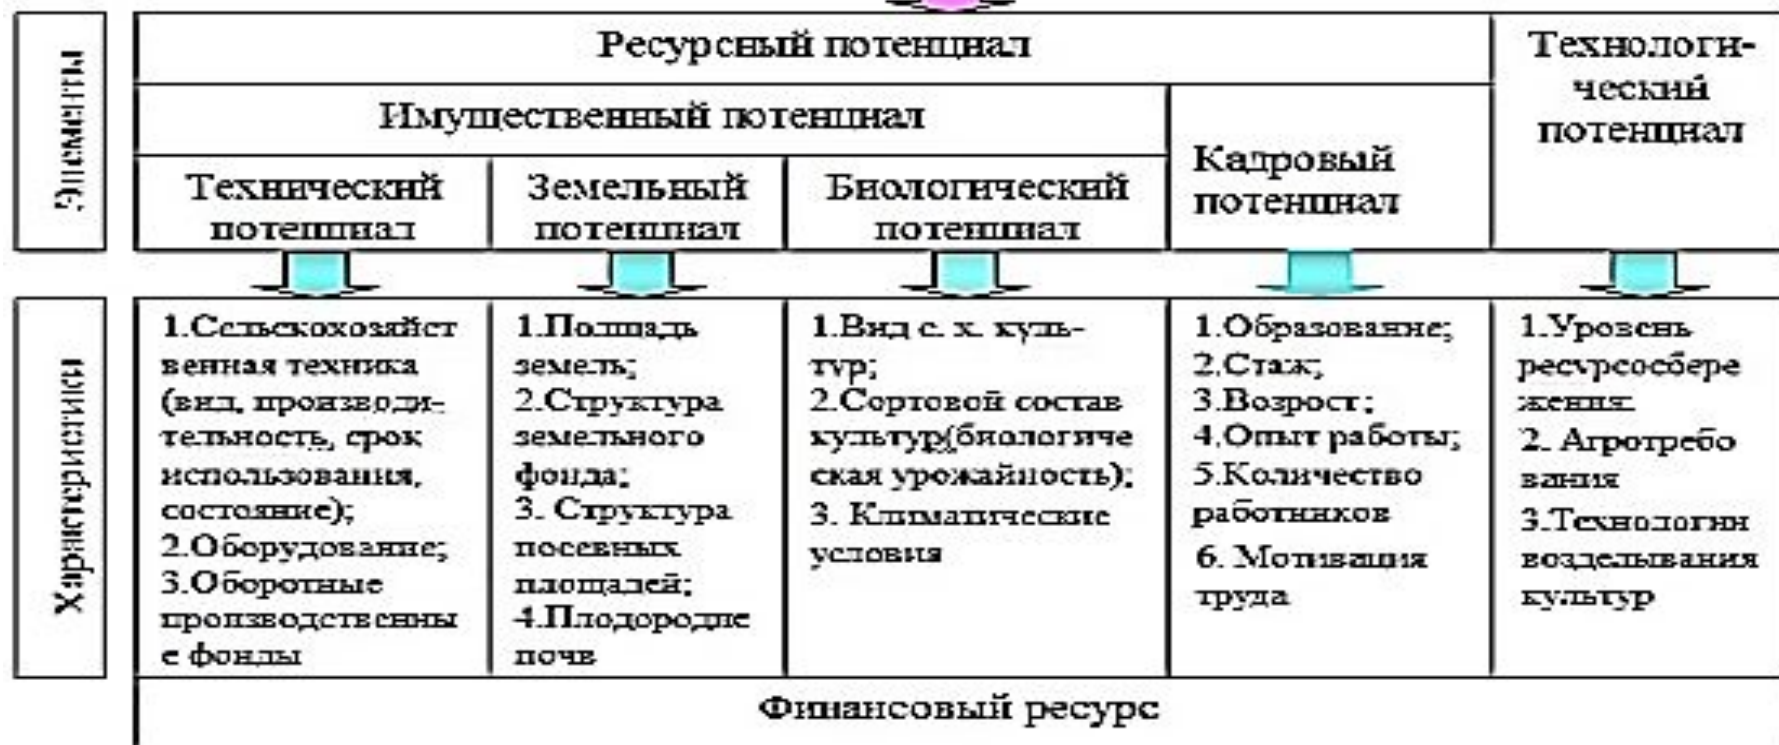 Элементы
Ресурсный потенциал
Технологи-
ческий
потенциал
Имущественный потенциал
Кадровый
потенциал
Технический
потенциал
Земельный
потенциал
Биологический
потенциал
Характеристики
1.Сельскохозяйст
венная техника
(вид, производи-
тельность, срок
использования,
состояние);
2.Оборудование;
3.Оборотные
производственны
е фонды
1.Полщадь
земель;
2.Структура
земельного
фонда;
3. Структура
посевных
площадей;
4.Плодородие
почв
1.Вид с. х. куль-
тур;
2.Сортовой состав
культур(биологиче
ская урожайность);
3. Климатические
условия
1.Образование;
2.Стаж;
3.Возрост;
4.Опыт работы;
5.Количество
работников
6. Мотивация
труда
1.Уровень
ресурсосбере
жения:
2. Агротребо
вания
3.Технологии
возделывания
культур
Финансовый ресурс